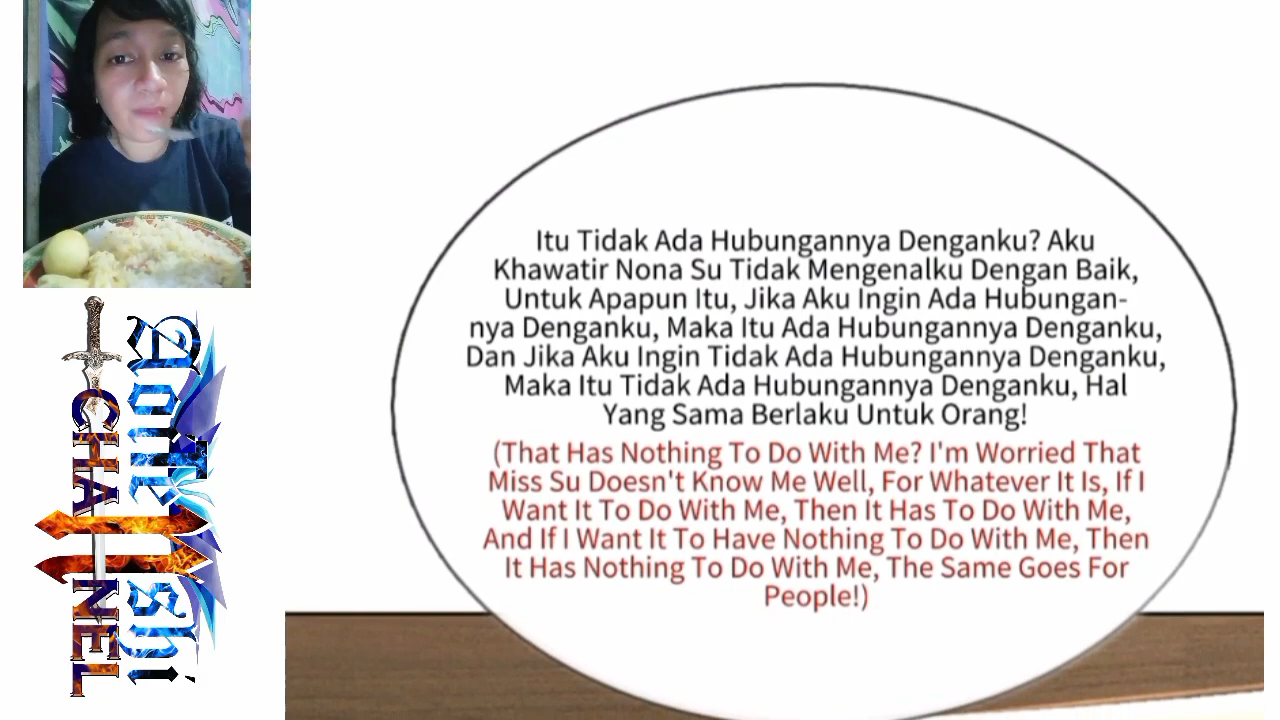 Itu Tidak Ada Hubungannya Denganku? Aku
Khawatir Nona Su Tidak Mengenalku Dengan Baik,
Untuk Apapun Itu, Jika Aku Ingin Ada Hubungan-
nya Denganku, Maka Itu Ada Hubungannya Denganku,
Dan Jika Aku Ingin Tidak Ada Hubungannya Denganku,
Maka Itu Tidak Ada Hubungannya Denganku, Hal
Yang Sama Berlaku Untuk Orang!
(That Has Nothing To Do With Me? I'm Worried That
Miss Su Doesn't Know Me Well, For Whatever It Is, If I
Want It To Do With Me, Then It Has To Do With Me,
And If I Want It To Have Nothing To Do With Me, Then
It Has Nothing To Do With Me, The Same Goes For
People!)
CHANNEL